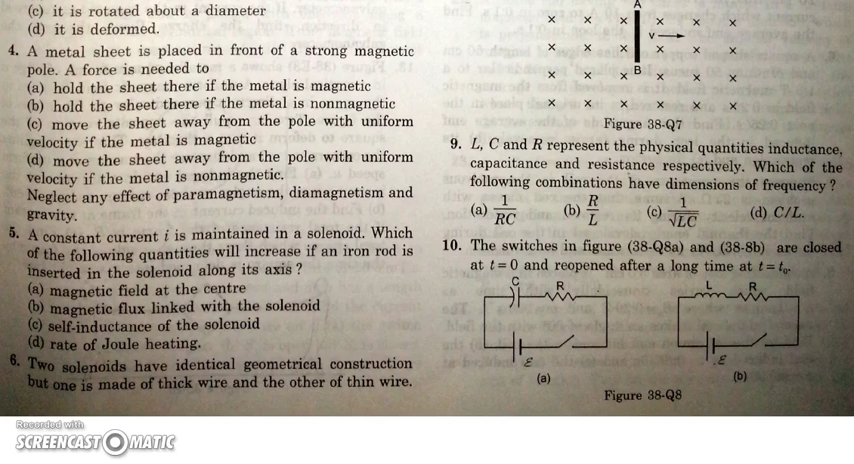 (c) it is rotated about a diameter
(d) it is deformed.
4. A metal sheet is placed in front of a strong magnetic
pole. A force is needed to
(a) hold the sheet there if the metal is magnetic
(b) hold the sheet there if the metal is nonmagnetic
(c) move the sheet away from the pole with uniform
velocity if the metal is magnetic
(d) move the sheet away from the pole with uniform
velocity if the metal is nonmagnetic.
Neglect any effect of paramagnetism, diamagnetism and
gravity.
5. A constant current i is maintained in a solenoid. Which
of the following quantities will increase if an iron rod is
inserted in the solenoid along its axis ?
(a) magnetic field at the centre
(b) magnetic flux linked with the solenoid
(c) self-inductance of the solenoid
(d) rate of Joule heating.
6. Two solenoids have identical geometrical construction
but one is made of thick wire and the other of thin wire.
A
× × × × × ×
v
× × × × × ×
× × × B × × ×
× × × × × ×
Figure 38-Q7
9. L, C and R represent the physical quantities inductance,
capacitance and resistance respectively. Which of the
following combinations have dimensions of frequency ?
(a) 1/RC (b) R/L (c) 1/√LC (d) C/L.
10. The switches in figure (38-Q8a) and (38-8b) are closed
at t = 0 and reopened after a long time at t = t₀.
C R L R
ℰ ℰ
(a) (b)
Figure 38-Q8
Recorded with
SCREENCAST-O-MATIC